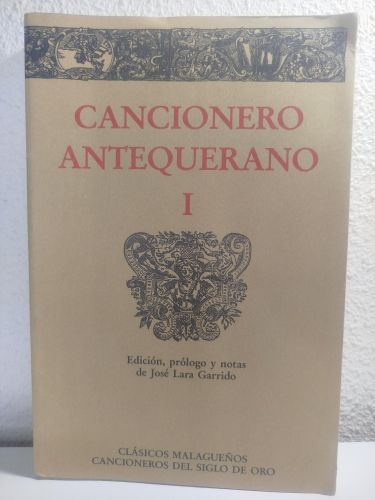 CANCIONERO
ANTEQUERANO
I
Edición, prólogo y notas
de José Lara Garrido
CLÁSICOS MALAGUEÑOS
CANCIONEROS DEL SIGLO DE ORO